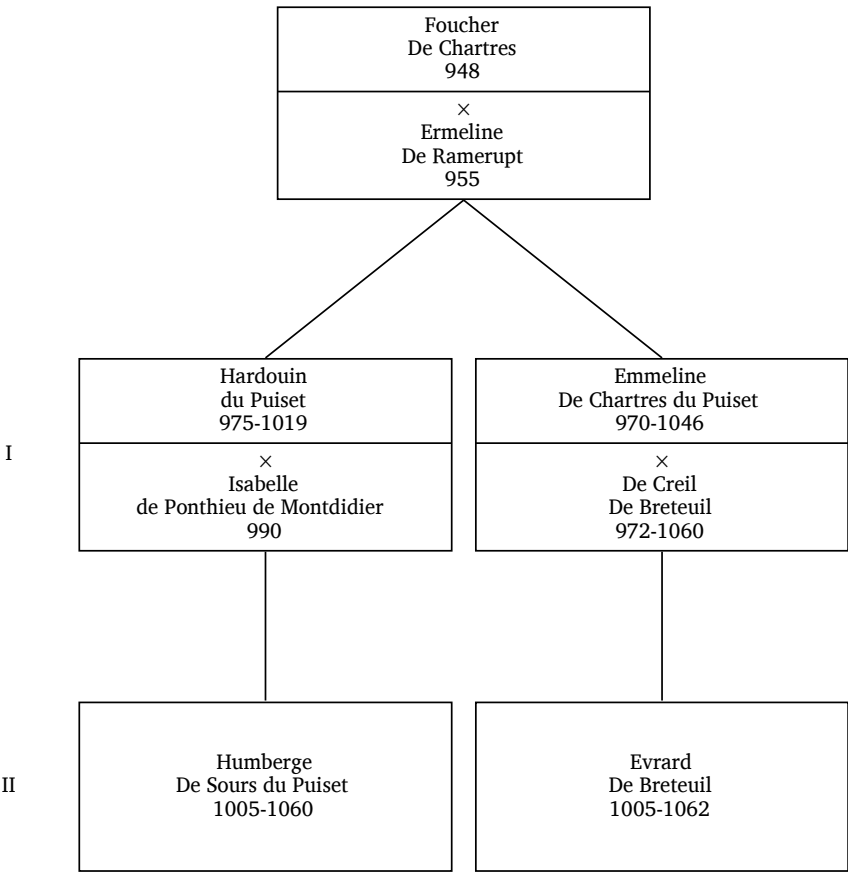 Foucher
De Chartres
948
×
Ermeline
De Ramerupt
955
I
Hardouin
du Puiset
975-1019
×
Isabelle
de Ponthieu de Montdidier
990
Emmeline
De Chartres du Puiset
970-1046
×
De Creil
De Breteuil
972-1060
II
Humberge
De Sours du Puiset
1005-1060
Evrard
De Breteuil
1005-1062